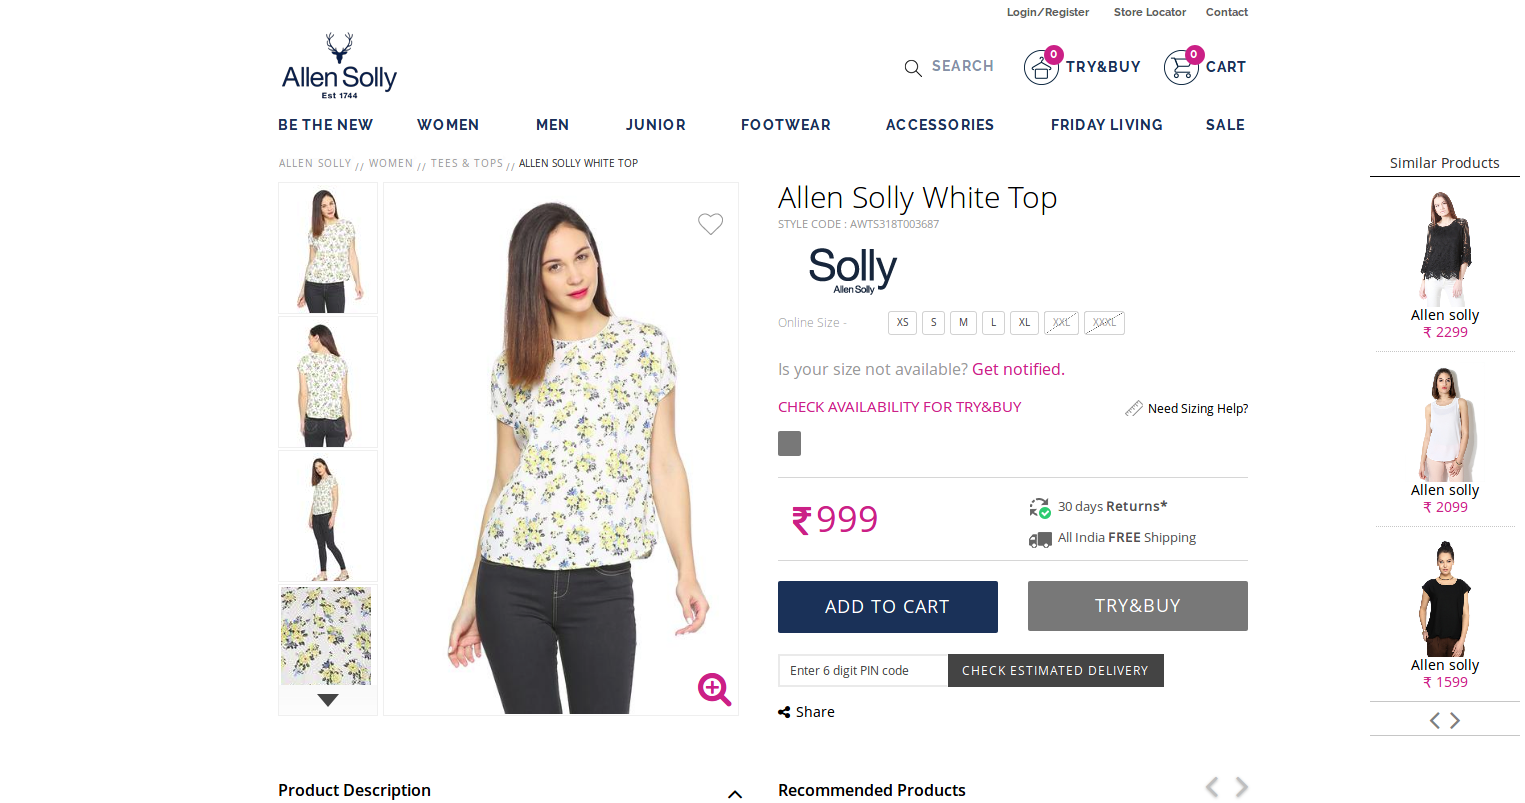 Login/Register Store Locator Contact
Allen Solly
Est 1744
SEARCH 0 TRY&BUY 0 CART
BE THE NEW WOMEN MEN JUNIOR FOOTWEAR ACCESSORIES FRIDAY LIVING SALE
ALLEN SOLLY // WOMEN // TEES & TOPS // ALLEN SOLLY WHITE TOP
Allen Solly White Top
STYLE CODE : AWTS318T003687
Solly
Allen Solly
Online Size - XS S M L XL XXL XXXL
Is your size not available? Get notified.
CHECK AVAILABILITY FOR TRY&BUY Need Sizing Help?
₹999
30 days Returns*
All India FREE Shipping
ADD TO CART TRY&BUY
Enter 6 digit PIN code CHECK ESTIMATED DELIVERY
Share
Product Description
Recommended Products
Similar Products
Allen solly
₹ 2299
Allen solly
₹ 2099
Allen solly
₹ 1599